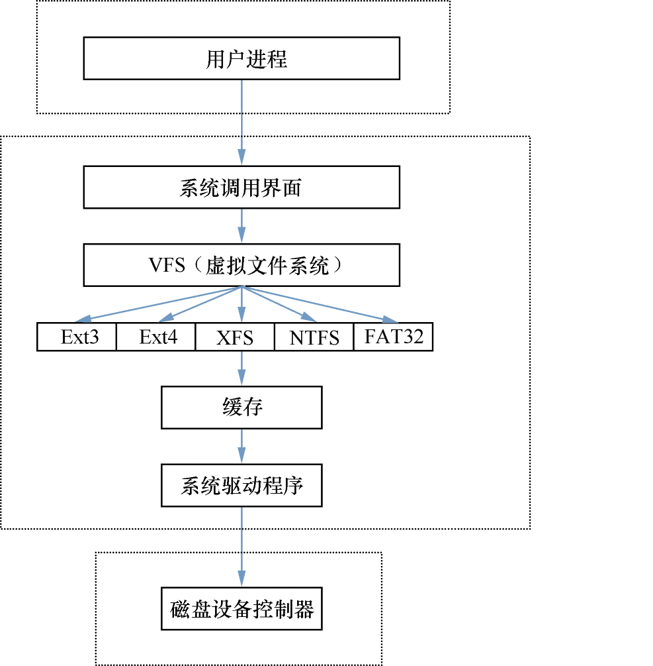 用户进程
系统调用界面
VFS（虚拟文件系统）
Ext3 Ext4 XFS NTFS FAT32
缓存
系统驱动程序
磁盘设备控制器